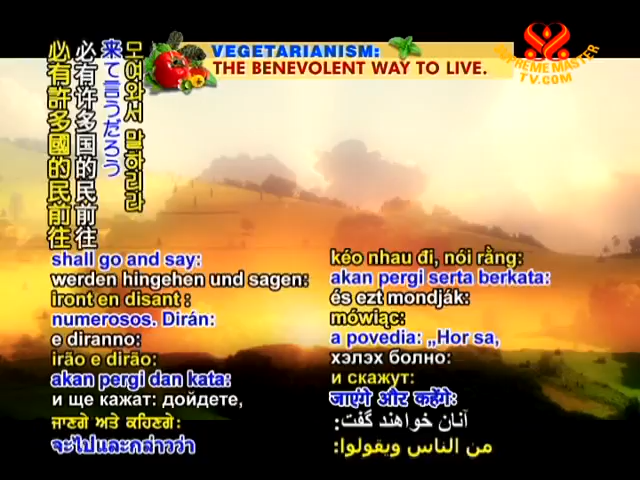 VEGETARIANISM:
THE BENEVOLENT WAY TO LIVE.
SUPREME MASTER
TV.COM
必有許多國的民前往
必有许多国的民前往
来て言うだろう
모여와서 말하리라
shall go and say:
werden hingehen und sagen:
iront en disant :
numerosos. Dirán:
e diranno:
irão e dirão:
akan pergi dan kata:
и ще кажат: дойдете,
ਜਾਣਗੇ ਅਤੇ ਕਹਿਣਗੇ:
จะไปและกล่าวว่า
kéo nhau đi, nói rằng:
akan pergi serta berkata:
és ezt mondják:
mówiąc:
a povedia: „Hor sa,
хэлэх болно:
и скажут:
जाएंगे और कहेंगे:
آنان خواهند گفت:
من الناس ويقولوا: